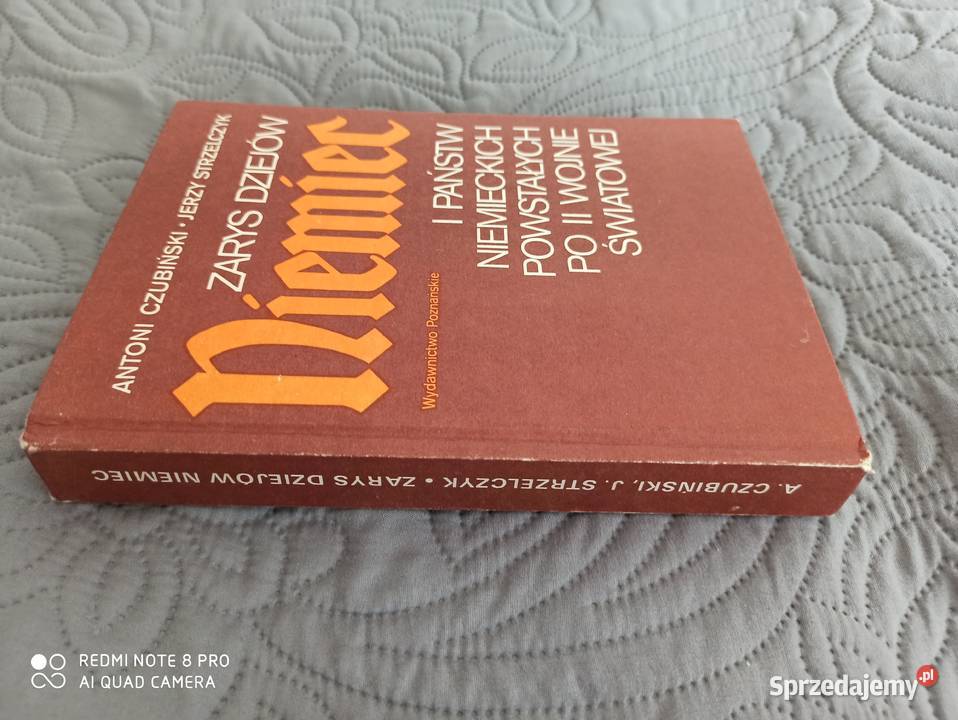 ANTONI CZUBIŃSKI • JERZY STRZELCZYK
ZARYS DZIEJÓW
Niemiec
I PAŃSTW
NIEMIECKICH
POWSTAŁYCH
PO II WOJNIE
ŚWIATOWEJ
Wydawnictwo Poznańskie
A. CZUBIŃSKI, J. STRZELCZYK • ZARYS DZIEJÓW NIEMIEC
REDMI NOTE 8 PRO
AI QUAD CAMERA
Sprzedajemy.pl